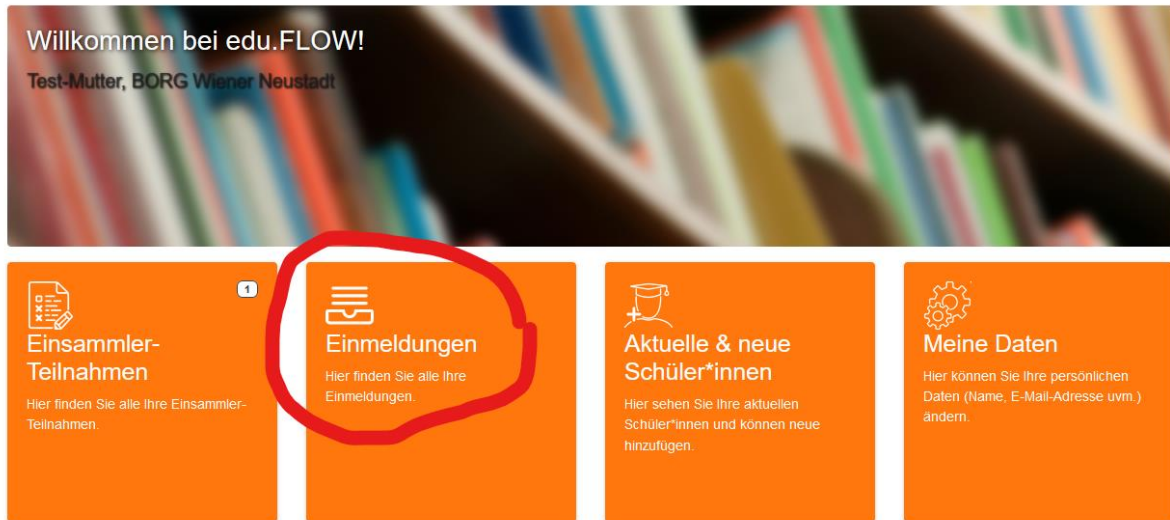 Willkommen bei edu.FLOW!
Test-Mutter, BORG Wiener Neustadt
1
Einsammler-
Teilnahmen
Hier finden Sie alle Ihre Einsammler-
Teilnahmen.
Einmeldungen
Hier finden Sie alle Ihre
Einmeldungen.
Aktuelle & neue
Schüler*innen
Hier sehen Sie Ihre aktuellen
Schüler*innen und können neue
hinzufügen.
Meine Daten
Hier können Sie Ihre persönlichen
Daten (Name, E-Mail-Adresse uvm.)
ändern.